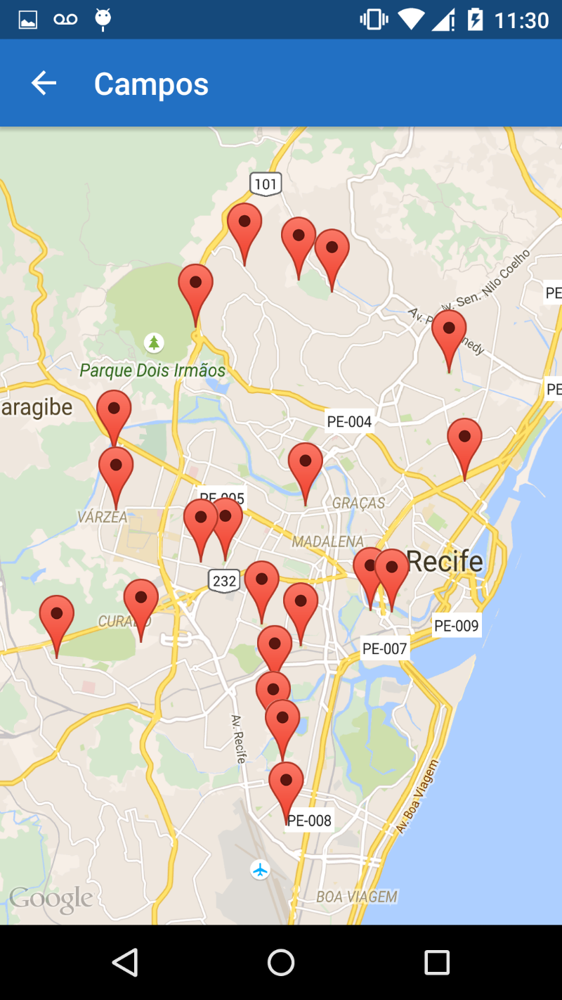 11:30
Campos
101
Av. Sen. Nilo Coelho
PE
Av. P nedy
Parque Dois Irmãos
PE
aragibe
PE-004
PE-005
GRAÇAS
VÁRZEA
MADALENA
Recife
232
CURADO
PE-009
PE-007
Av. Recife
Av. Boa Viagem
PE-008
BOA VIAGEM
Google